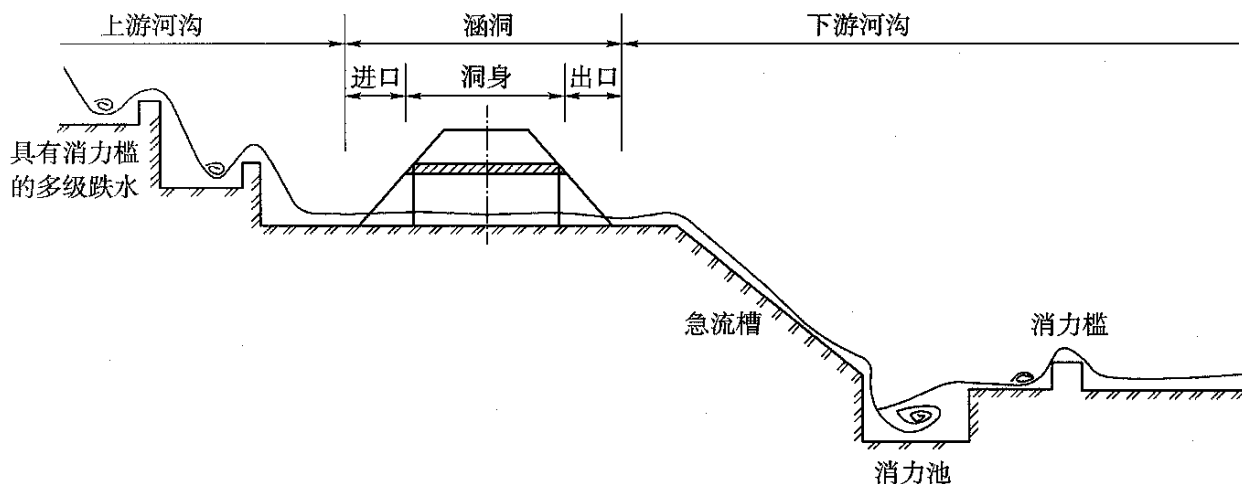 上游河沟
涵洞
下游河沟
进口
洞身
出口
具有消力槛
的多级跌水
急流槽
消力槛
消力池